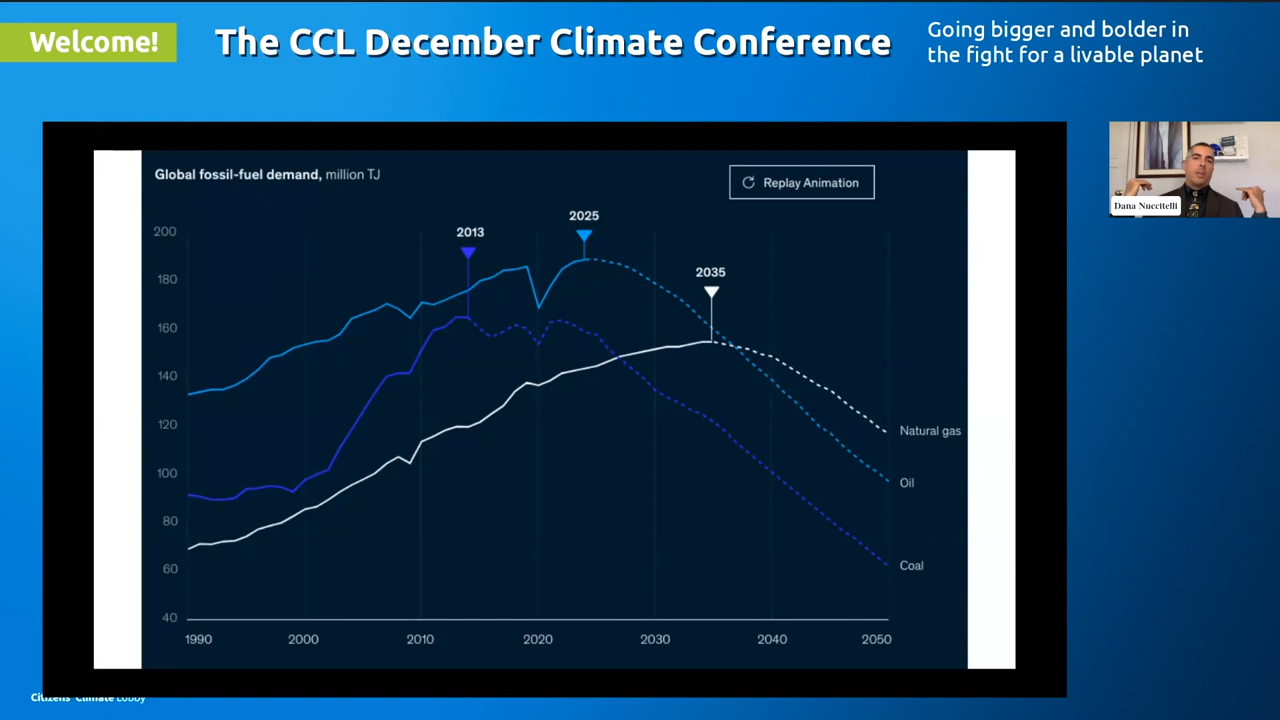 Welcome!
The CCL December Climate Conference
Going bigger and bolder in
the fight for a livable planet
Global fossil-fuel demand, million TJ
Replay Animation
2025
2013
2035
200
180
160
140
120
100
80
60
40
Natural gas
Oil
Coal
1990
2000
2010
2020
2030
2040
2050
Dana Nuccitelli
Citizens' Climate Lobby